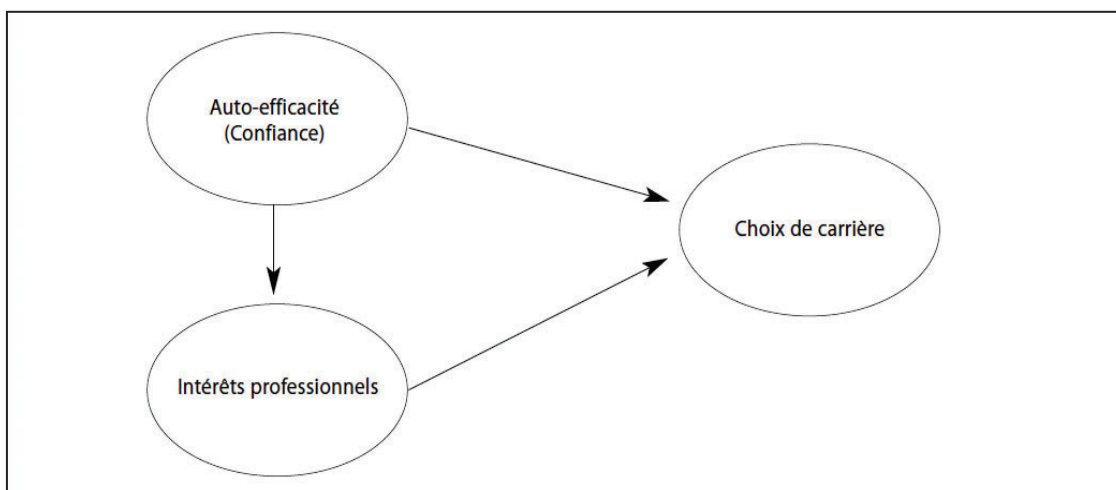 Auto-efficacité
(Confiance)
Choix de carrière
Intérêts professionnels